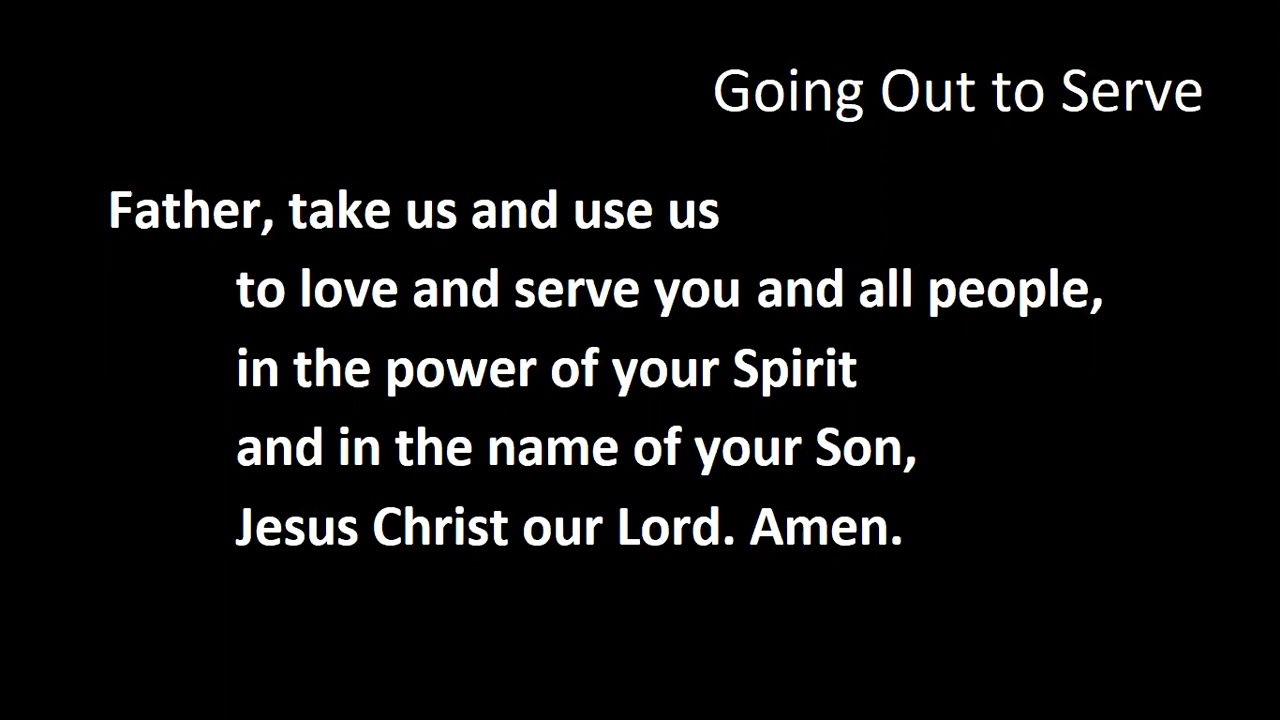 Going Out to Serve
Father, take us and use us
to love and serve you and all people,
in the power of your Spirit
and in the name of your Son,
Jesus Christ our Lord. Amen.